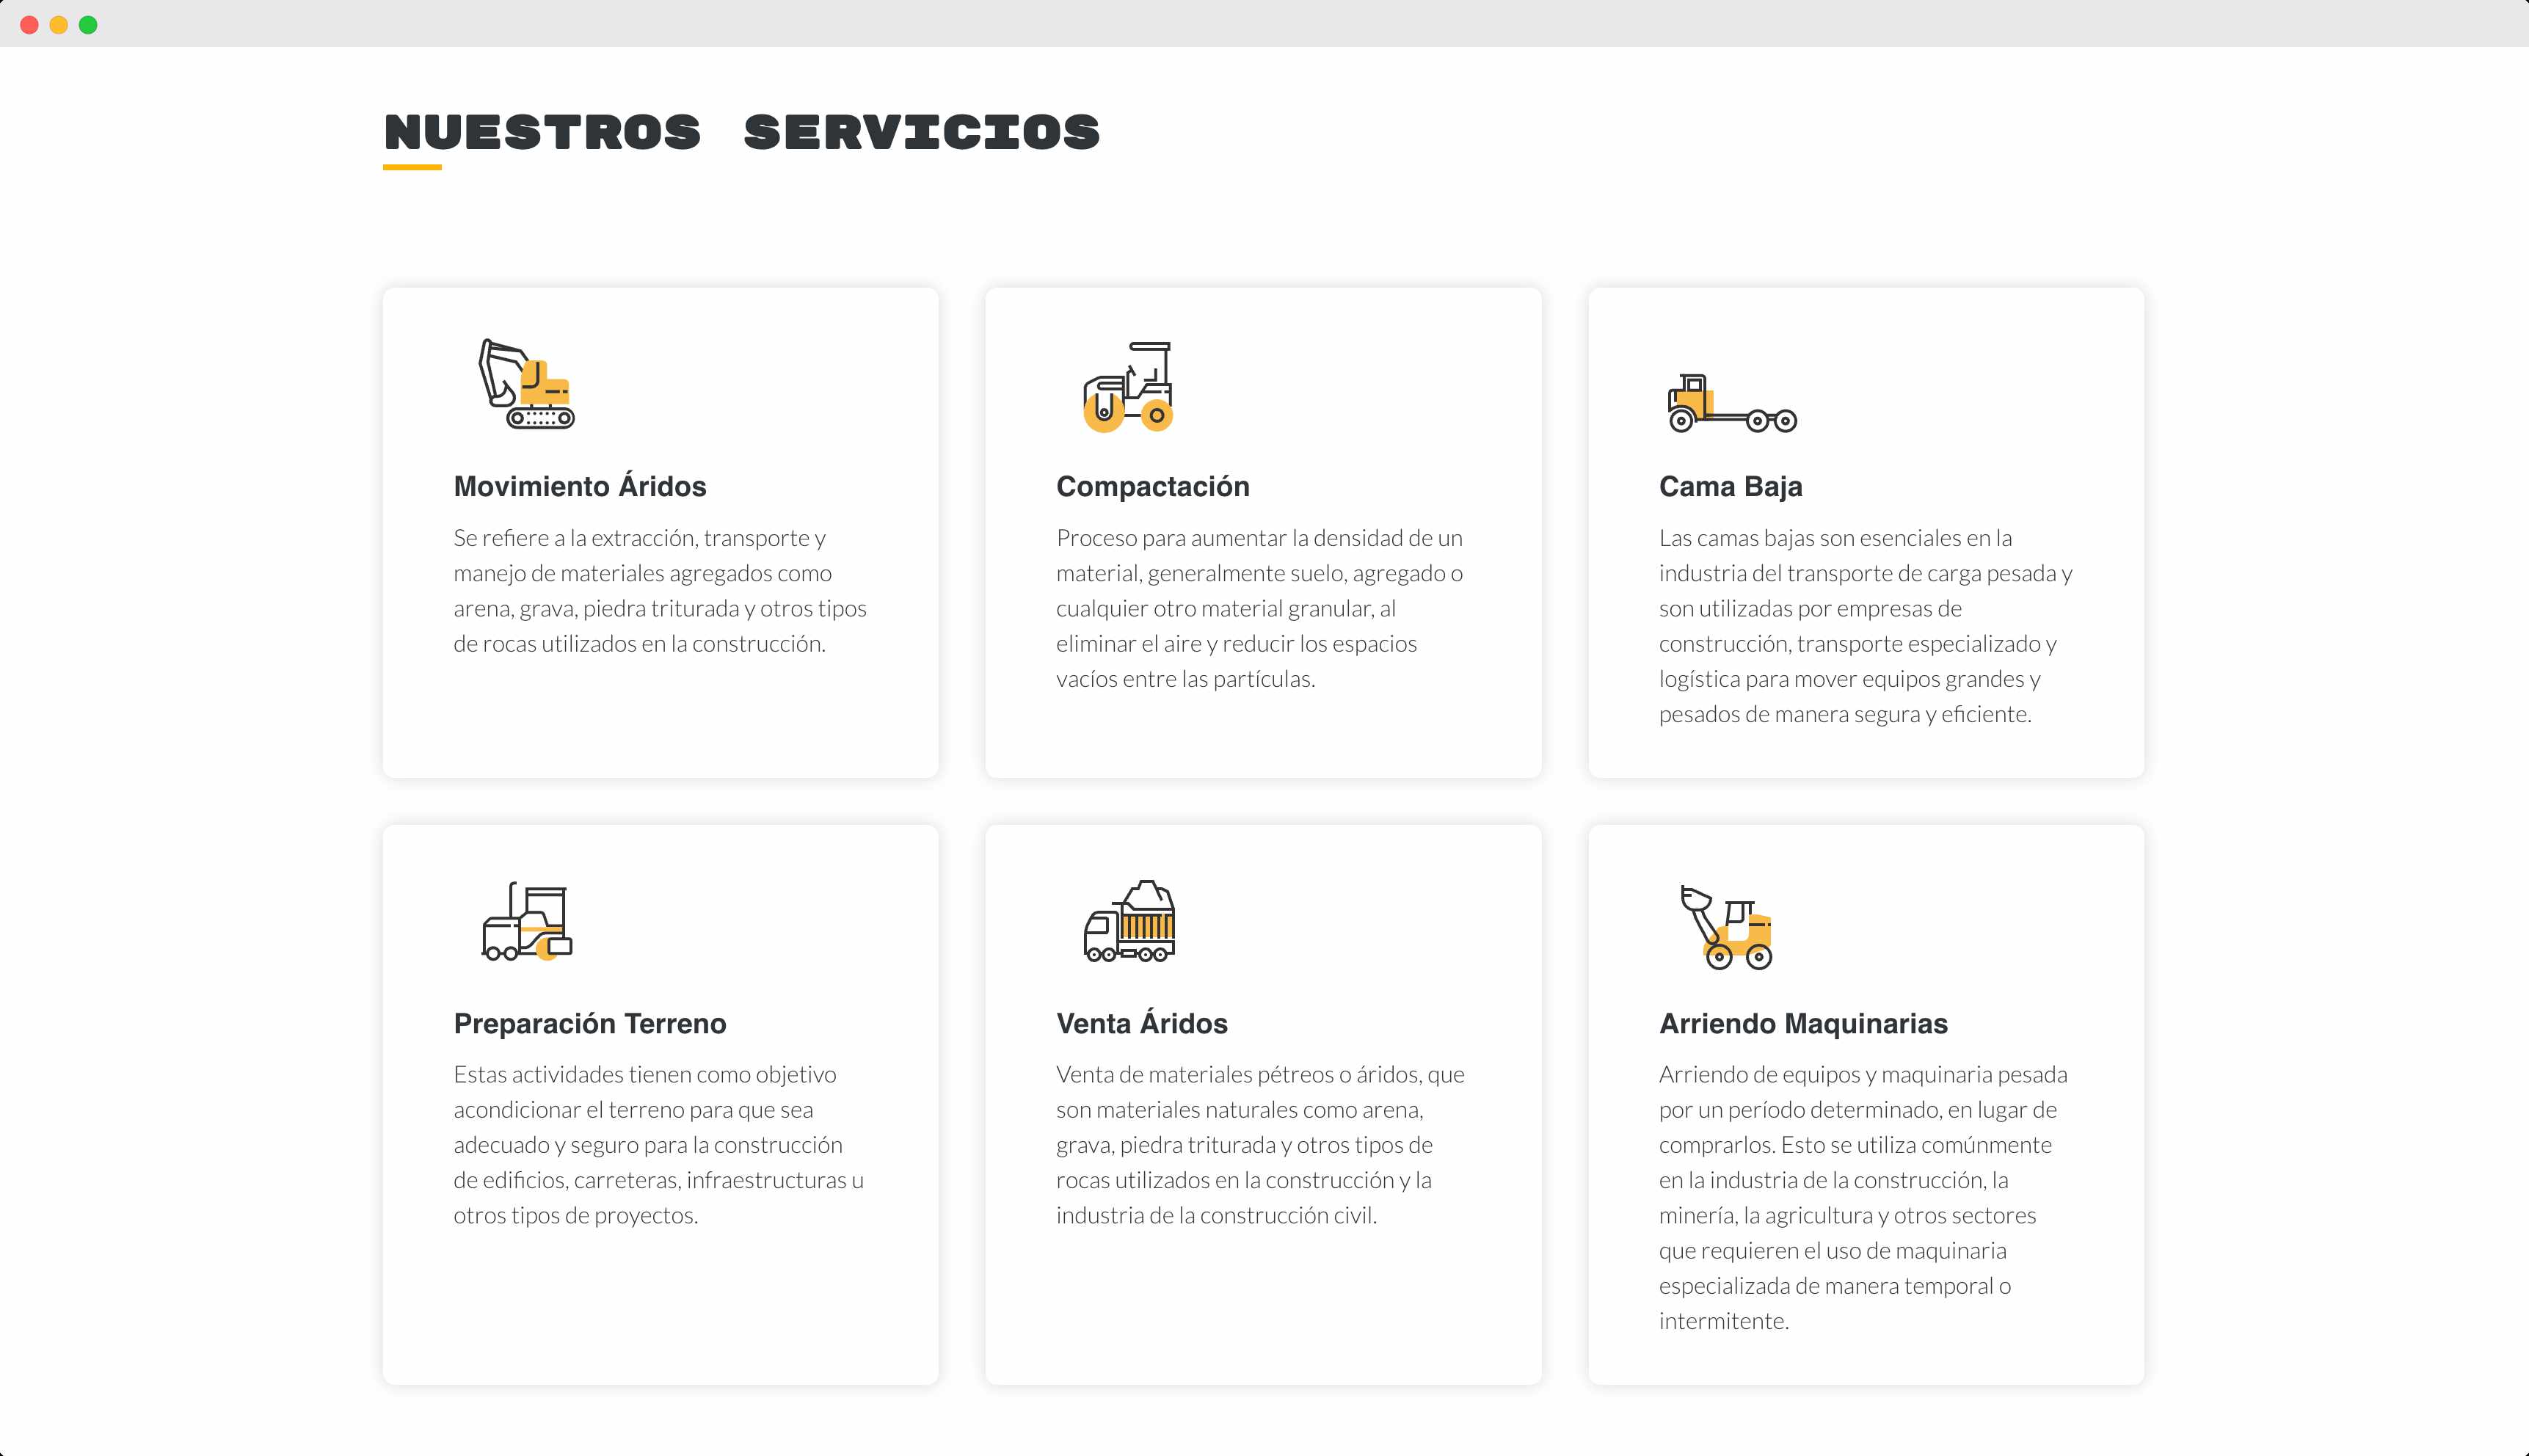 NUESTROS SERVICIOS
Movimiento Áridos
Se refiere a la extracción, transporte y
manejo de materiales agregados como
arena, grava, piedra triturada y otros tipos
de rocas utilizados en la construcción.
Compactación
Proceso para aumentar la densidad de un
material, generalmente suelo, agregado o
cualquier otro material granular, al
eliminar el aire y reducir los espacios
vacíos entre las partículas.
Cama Baja
Las camas bajas son esenciales en la
industria del transporte de carga pesada y
son utilizadas por empresas de
construcción, transporte especializado y
logística para mover equipos grandes y
pesados de manera segura y eficiente.
Preparación Terreno
Estas actividades tienen como objetivo
acondicionar el terreno para que sea
adecuado y seguro para la construcción
de edificios, carreteras, infraestructuras u
otros tipos de proyectos.
Venta Áridos
Venta de materiales pétreos o áridos, que
son materiales naturales como arena,
grava, piedra triturada y otros tipos de
rocas utilizados en la construcción y la
industria de la construcción civil.
Arriendo Maquinarias
Arriendo de equipos y maquinaria pesada
por un período determinado, en lugar de
comprarlos. Esto se utiliza comúnmente
en la industria de la construcción, la
minería, la agricultura y otros sectores
que requieren el uso de maquinaria
especializada de manera temporal o
intermitente.